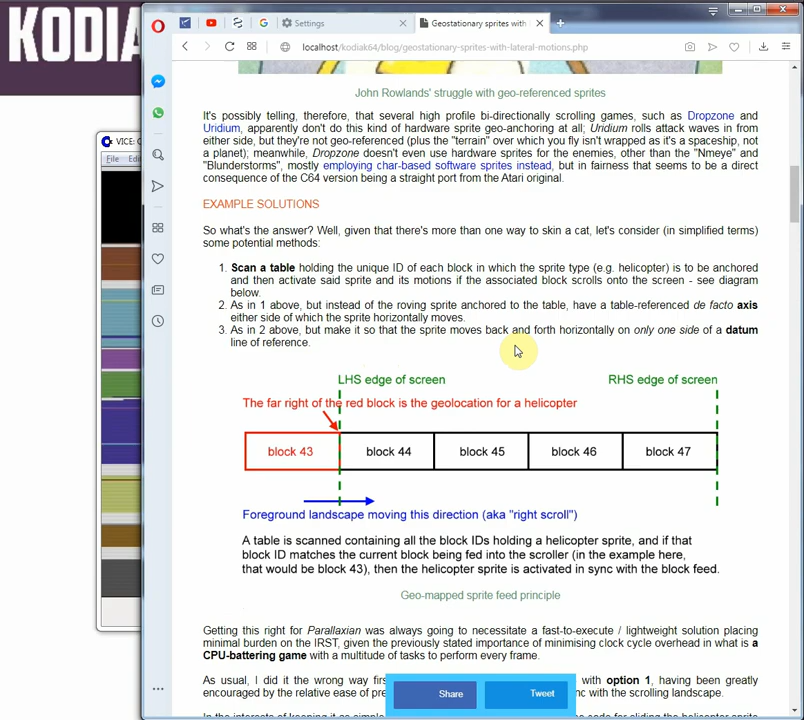 KODIA
Settings
Geostationary sprites with
localhost/kodiak64/blog/geostationary-sprites-with-lateral-motions.php
VICE: C
File Edit
John Rowlands' struggle with geo-referenced sprites
It's possibly telling, therefore, that several high profile bi-directionally scrolling games, such as Dropzone and
Uridium, apparently don't do this kind of hardware sprite geo-anchoring at all; Uridium rolls attack waves in from
either side, but they're not geo-referenced (plus the "terrain" over which you fly isn't wrapped as it's a spaceship, not
a planet); meanwhile, Dropzone doesn't even use hardware sprites for the enemies, other than the "Nmeye" and
"Blunderstorms", mostly employing char-based software sprites instead, but in fairness that seems to be a direct
consequence of the C64 version being a straight port from the Atari original.
EXAMPLE SOLUTIONS
So what's the answer? Well, given that there's more than one way to skin a cat, let's consider (in simplified terms)
some potential methods:
1. Scan a table holding the unique ID of each block in which the sprite type (e.g. helicopter) is to be anchored
and then activate said sprite and its motions if the associated block scrolls onto the screen - see diagram
below.
2. As in 1 above, but instead of the roving sprite anchored to the table, have a table-referenced de facto axis
either side of which the sprite horizontally moves.
3. As in 2 above, but make it so that the sprite moves back and forth horizontally on only one side of a datum
line of reference.
LHS edge of screen RHS edge of screen
The far right of the red block is the geolocation for a helicopter
block 43 block 44 block 45 block 46 block 47
Foreground landscape moving this direction (aka "right scroll")
A table is scanned containing all the block IDs holding a helicopter sprite, and if that
block ID matches the current block being fed into the scroller (in the example here,
that would be block 43), then the helicopter sprite is activated in sync with the block feed.
Geo-mapped sprite feed principle
Getting this right for Parallaxian was always going to necessitate a fast-to-execute / lightweight solution placing
minimal burden on the IRST, given the previously stated importance of minimising clock cycle overhead in what is a
CPU-battering game with a multitude of tasks to perform every frame.
As usual, I did it the wrong way firs with option 1, having been greatly
encouraged by the relative ease of pre nc with the scrolling landscape.
Share Tweet